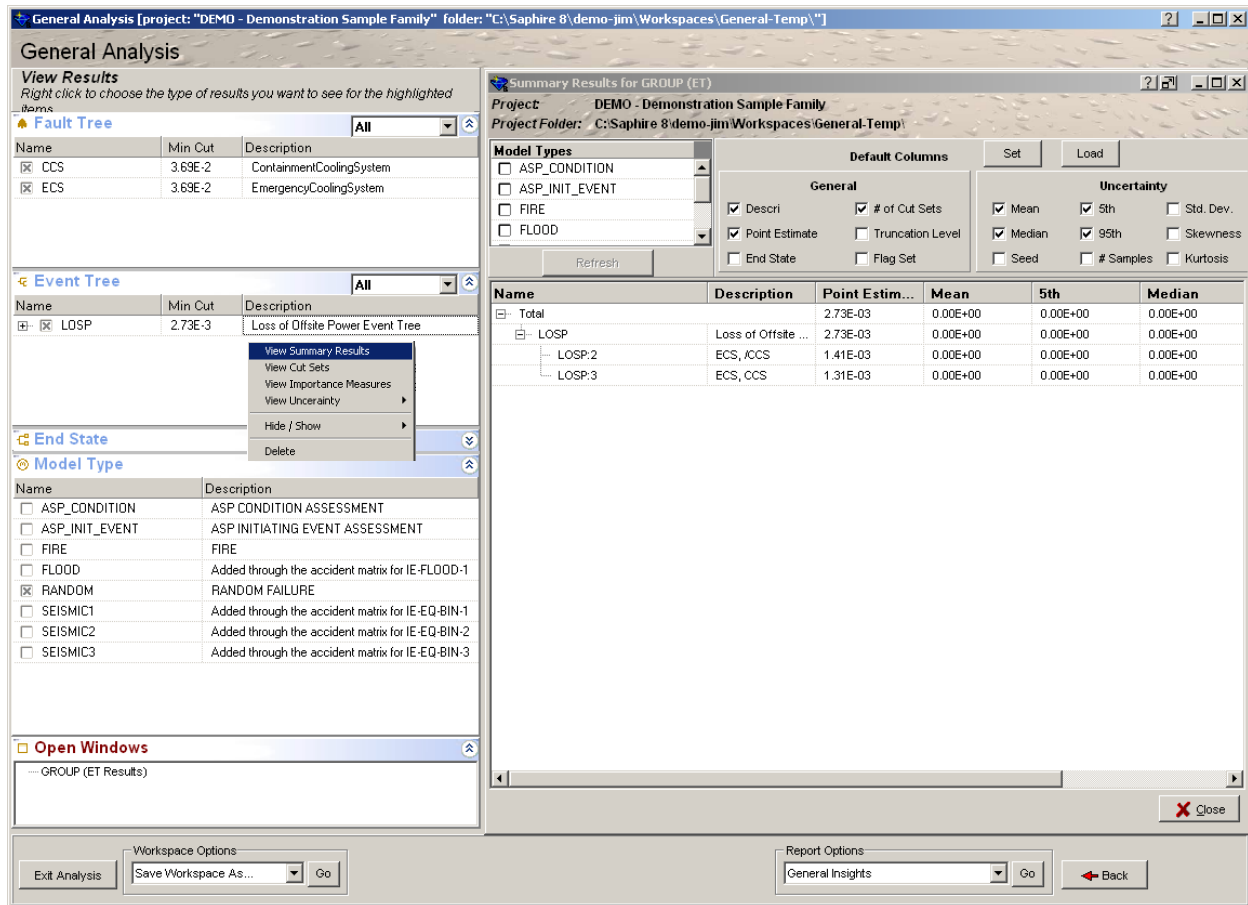 General Analysis [project: "DEMO - Demonstration Sample Family" folder: "C:\Saphire 8\demo-jim\Workspaces\General-Temp\"]
General Analysis
View Results
Right click to choose the type of results you want to see for the highlighted
items
Fault Tree All
Name Min Cut Description
CCS 3.69E-2 ContainmentCoolingSystem
ECS 3.69E-2 EmergencyCoolingSystem
Event Tree All
Name Min Cut Description
LOSP 2.73E-3 Loss of Offsite Power Event Tree
View Summary Results
View Cut Sets
View Importance Measures
View Uncerainty
Hide / Show
Delete
End State
Model Type
Name Description
ASP_CONDITION ASP CONDITION ASSESSMENT
ASP_INIT_EVENT ASP INITIATING EVENT ASSESSMENT
FIRE FIRE
FLOOD Added through the accident matrix for IE-FLOOD-1
RANDOM RANDOM FAILURE
SEISMIC1 Added through the accident matrix for IE-EQ-BIN-1
SEISMIC2 Added through the accident matrix for IE-EQ-BIN-2
SEISMIC3 Added through the accident matrix for IE-EQ-BIN-3
Open Windows
GROUP (ET Results)
Summary Results for GROUP (ET)
Project: DEMO - Demonstration Sample Family
Project Folder: C:\Saphire 8\demo-jim\Workspaces\General-Temp\
Model Types
ASP_CONDITION
ASP_INIT_EVENT
FIRE
FLOOD
Refresh
Default Columns Set Load
General Uncertainty
Descri # of Cut Sets Mean 5th Std. Dev.
Point Estimate Truncation Level Median 95th Skewness
End State Flag Set Seed # Samples Kurtosis
Name Description Point Estim... Mean 5th Median
Total 2.73E-03 0.00E+00 0.00E+00 0.00E+00
LOSP Loss of Offsite ... 2.73E-03 0.00E+00 0.00E+00 0.00E+00
LOSP:2 ECS, /CCS 1.41E-03 0.00E+00 0.00E+00 0.00E+00
LOSP:3 ECS, CCS 1.31E-03 0.00E+00 0.00E+00 0.00E+00
Close
Workspace Options Report Options
Exit Analysis Save Workspace As... Go General Insights Go Back